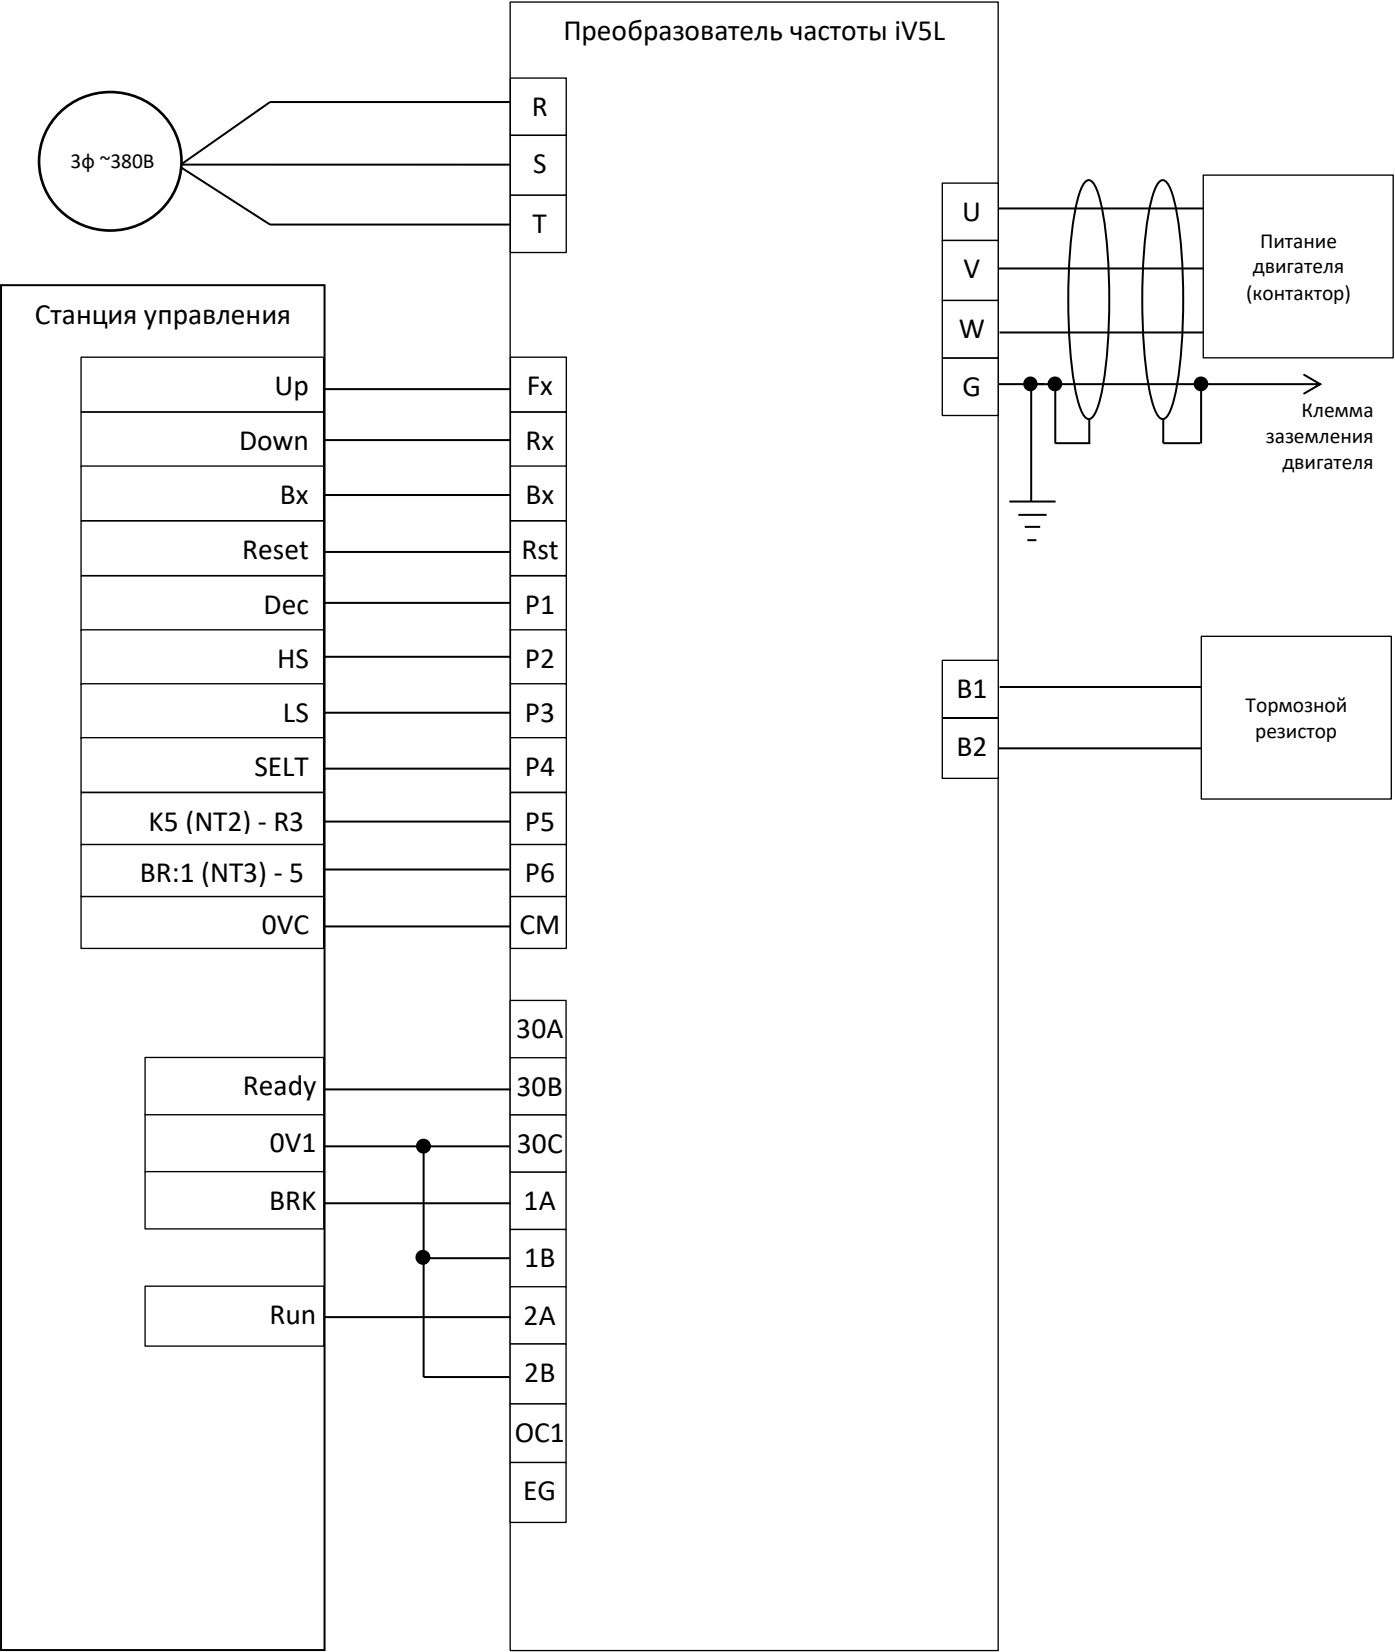 Преобразователь частоты iV5L
3ф ~380В
R
S
T
U
V
W
G
Питание
двигателя
(контактор)
Клемма
заземления
двигателя
Станция управления
Up
Fx
Down
Rx
Bx
Bx
Reset
Rst
Dec
P1
HS
P2
LS
P3
SELT
P4
K5 (NT2) - R3
P5
BR:1 (NT3) - 5
P6
0VC
CM
B1
B2
Тормозной
резистор
30A
Ready
30B
0V1
30C
BRK
1A
1B
Run
2A
2B
OC1
EG